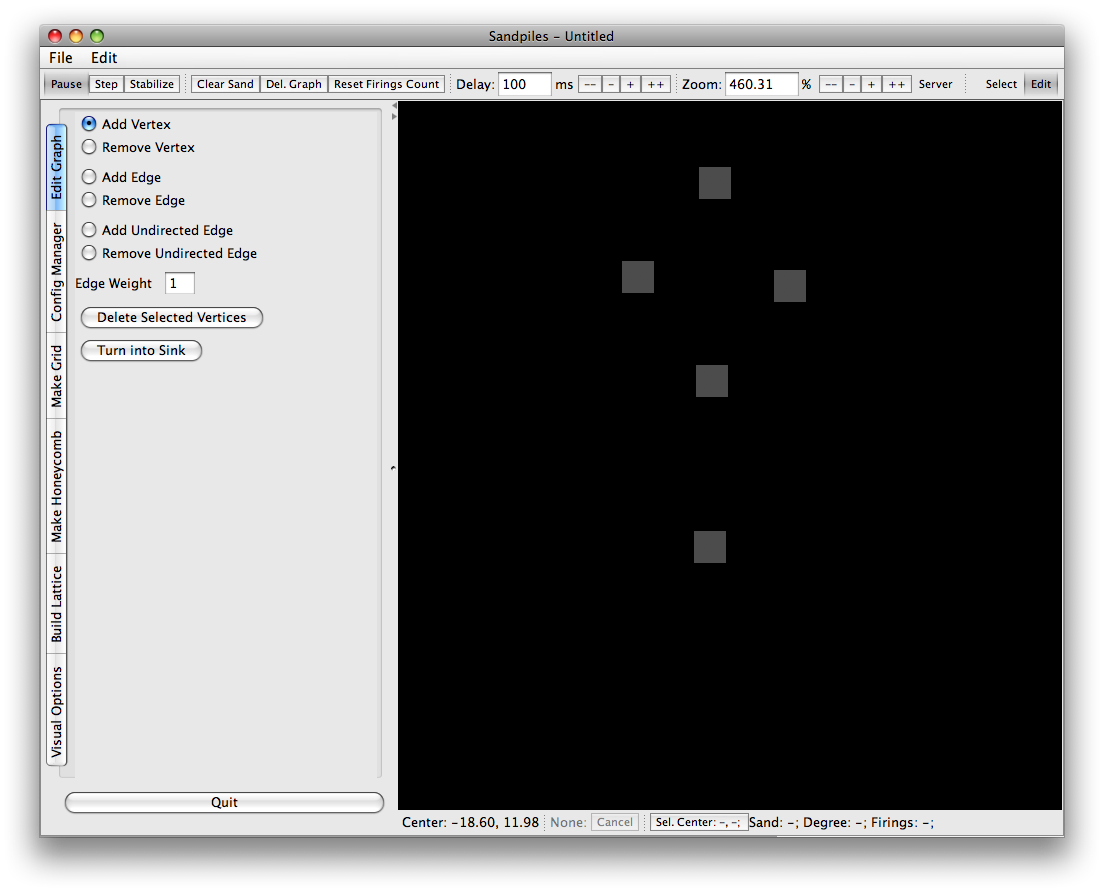 Sandpiles – Untitled
File Edit
Pause Step Stabilize Clear Sand Del. Graph Reset Firings Count Delay: 100 ms -- - + ++ Zoom: 460.31 % -- - + ++ Server Select Edit
Edit Graph
Config Manager
Make Grid
Make Honeycomb
Build Lattice
Visual Options
Add Vertex
Remove Vertex
Add Edge
Remove Edge
Add Undirected Edge
Remove Undirected Edge
Edge Weight 1
Delete Selected Vertices
Turn into Sink
Quit
Center: -18.60, 11.98 None: Cancel Sel. Center: -, -; Sand: -; Degree: -; Firings: -;